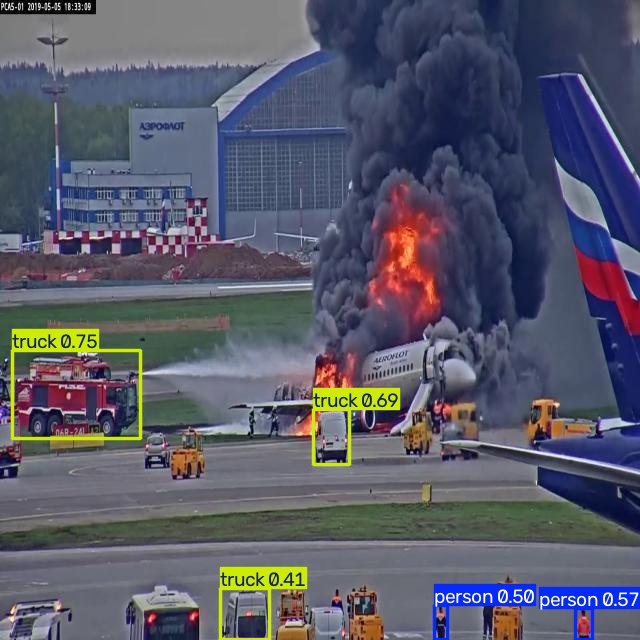 PCA5-01 2019-05-05 18:33:09
АЭРОФЛОТ
truck 0.75
AEROFLOT
truck 0.69
truck 0.41
person 0.50
person 0.57